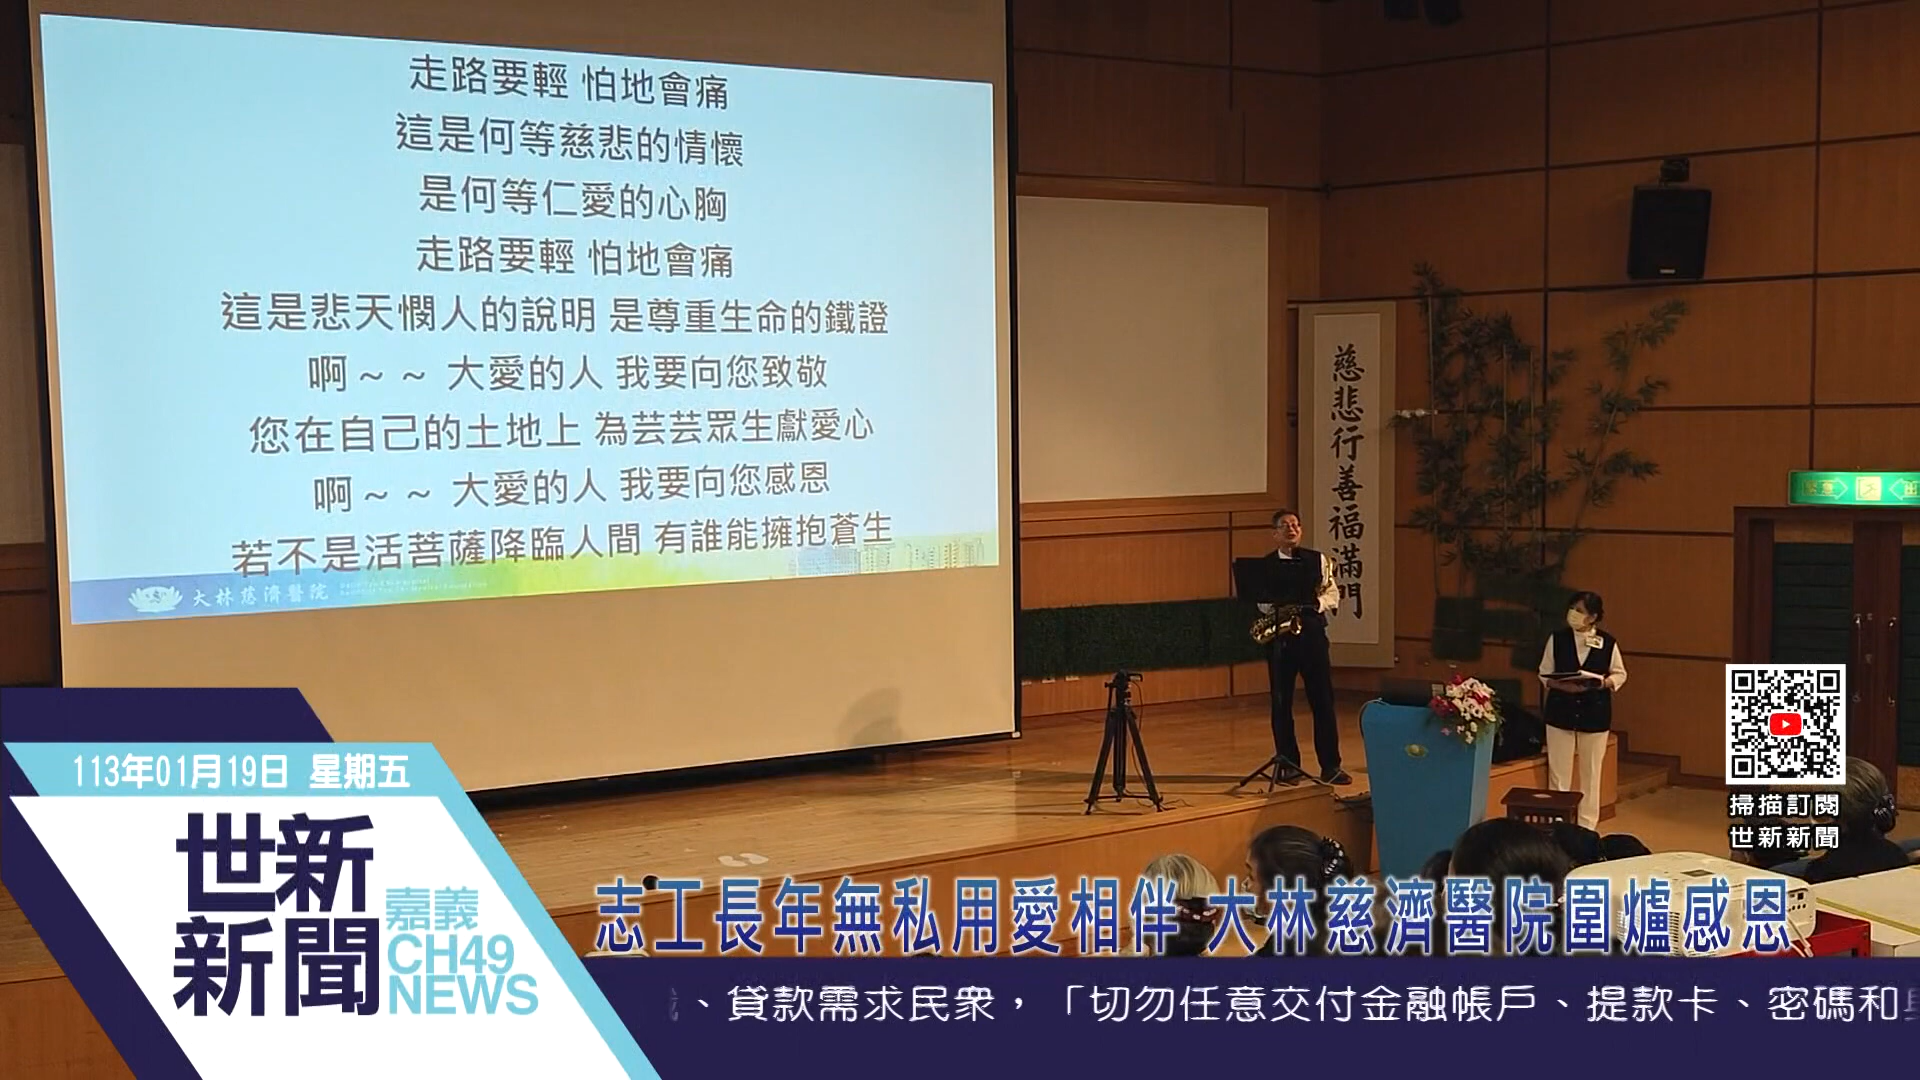 走路要輕 怕地會痛
這是何等慈悲的情懷
是何等仁愛的心胸
走路要輕 怕地會痛
這是悲天憫人的說明 是尊重生命的鐵證
啊～～ 大愛的人 我要向您致敬
您在自己的土地上 為芸芸眾生獻愛心
啊～～ 大愛的人 我要向您感恩
若不是活菩薩降臨人間 有誰能擁抱蒼生
大林慈濟醫院
慈悲行善福滿門
掃描訂閱
世新新聞
113年01月19日 星期五
世新
新聞
嘉義
CH49
NEWS
志工長年無私用愛相伴 大林慈濟醫院圍爐感恩
、貸款需求民眾，「切勿任意交付金融帳戶、提款卡、密碼和